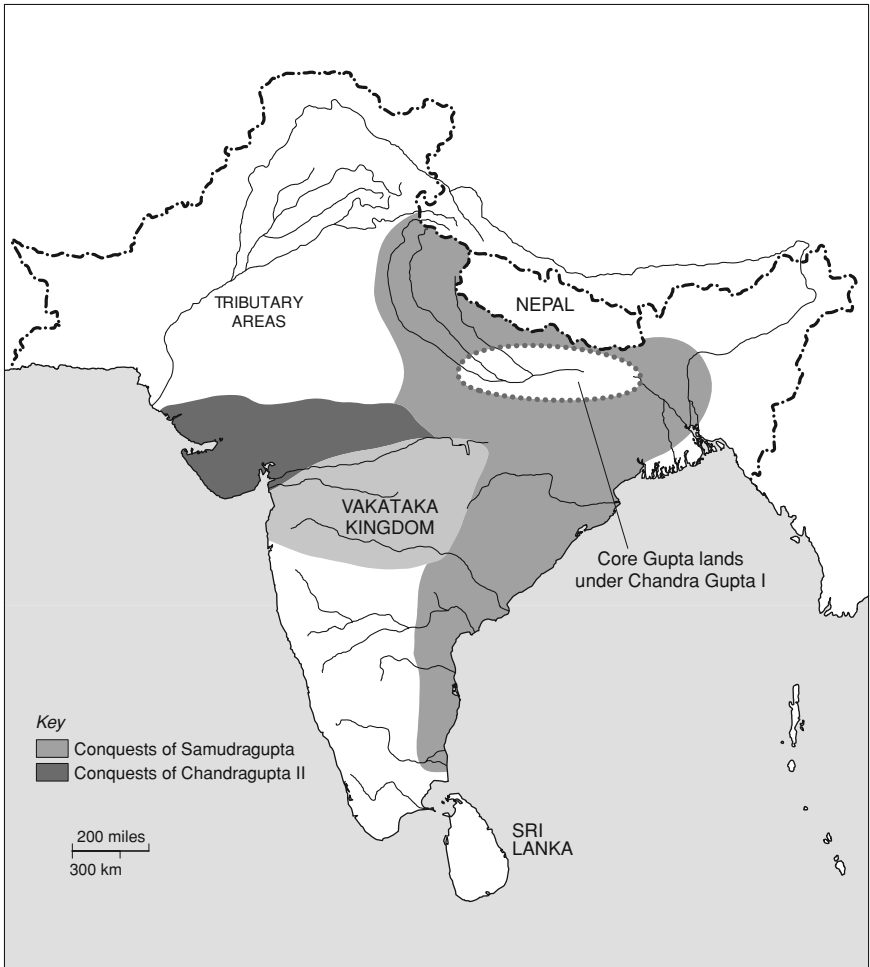 TRIBUTARY
AREAS
NEPAL
VAKATAKA
KINGDOM
Core Gupta lands
under Chandra Gupta I
Key
Conquests of Samudragupta
Conquests of Chandragupta II
200 miles
300 km
SRI
LANKA